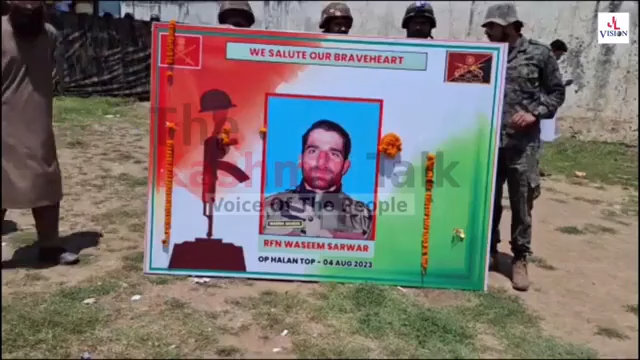 JL
VISION
WE SALUTE OUR BRAVEHEART
The
Kashmir Talk
Voice Of The People
RFN WASEEM SARWAR
OP HALAN TOP - 04 AUG 2023